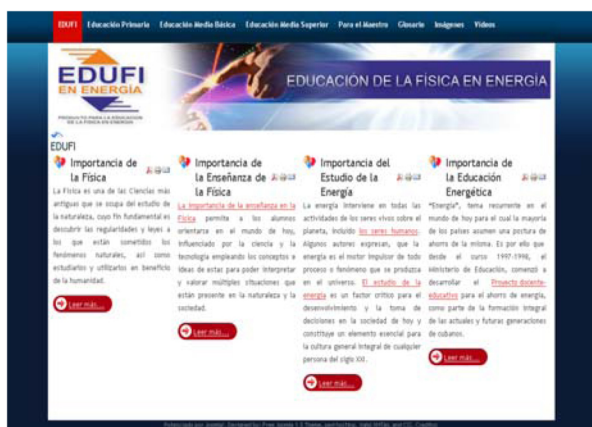 EDUFI Educación Primaria Educación Media Básica Educación Media Superior Para el Maestro Glosario Imágenes Vídeos
EDUFI
EN ENERGÍA
PRODUCTO PARA LA EDUCACION
DE LA FISICA EN ENERGIA
EDUCACIÓN DE LA FÍSICA EN ENERGÍA
EDUFI
Importancia de
la Física
La Física es una de las Ciencias más
antiguas que se ocupa del estudio de
la naturaleza, cuyo fin fundamental es
descubrir las regularidades y leyes a
los que están sometidos los
fenómenos naturales, así como
estudiarlos y utilizarlos en beneficio
de la humanidad.
Leer más...
Importancia de
la Enseñanza de
la Física
La importancia de la enseñanza en la
Física permite a los alumnos
orientarse en el mundo de hoy,
influenciado por la ciencia y la
tecnología empleando los conceptos e
ideas de estas para poder interpretar
y valorar múltiples situaciones que
están presente en la naturaleza y la
sociedad.
Leer más...
Importancia del
Estudio de la
Energía
La energía interviene en todas las
actividades de los seres vivos sobre el
planeta, incluido los seres humanos.
Algunos autores expresan, que la
energía es el motor impulsor de todo
proceso o fenómeno que se produzca
en el universo. El estudio de la
energía es un factor crítico para el
desenvolvimiento y la toma de
decisiones en la sociedad de hoy y
constituye un elemento esencial para
la cultura general integral de cualquier
persona del siglo XXI.
Leer más...
Importancia de
la Educación
Energética
"Energía", tema recurrente en el
mundo de hoy para el cual la mayoría
de los países asumen una postura de
ahorro de la misma. Es por ello que
desde el curso 1997-1998, el
Ministerio de Educación, comenzó a
desarrollar el Proyecto docente-
educativo para el ahorro de energía,
como parte de la formación integral
de las actuales y futuras generaciones
de cubanos.
Leer más...